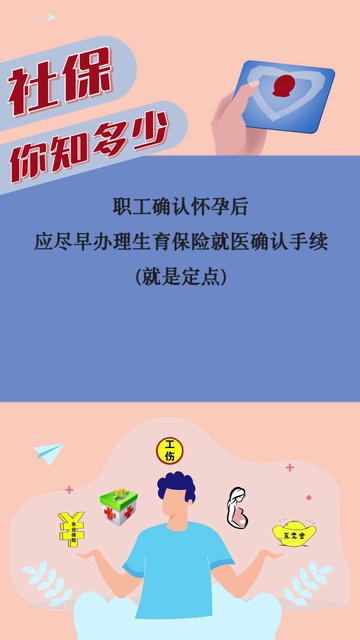 社保
你知多少
职工确认怀孕后
应尽早办理生育保险就医确认手续
(就是定点)
工
伤
失业保险
养老金